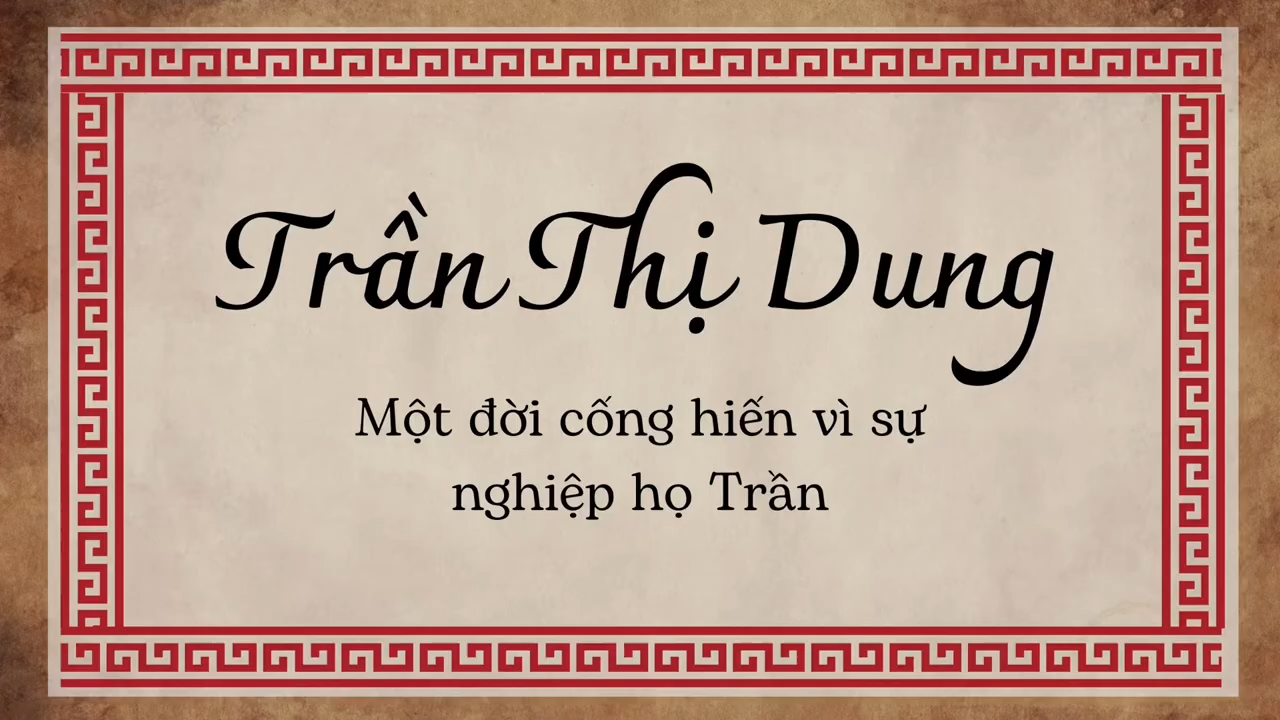 Trần Thị Dung
Một đời cống hiến vì sự
nghiệp họ Trần